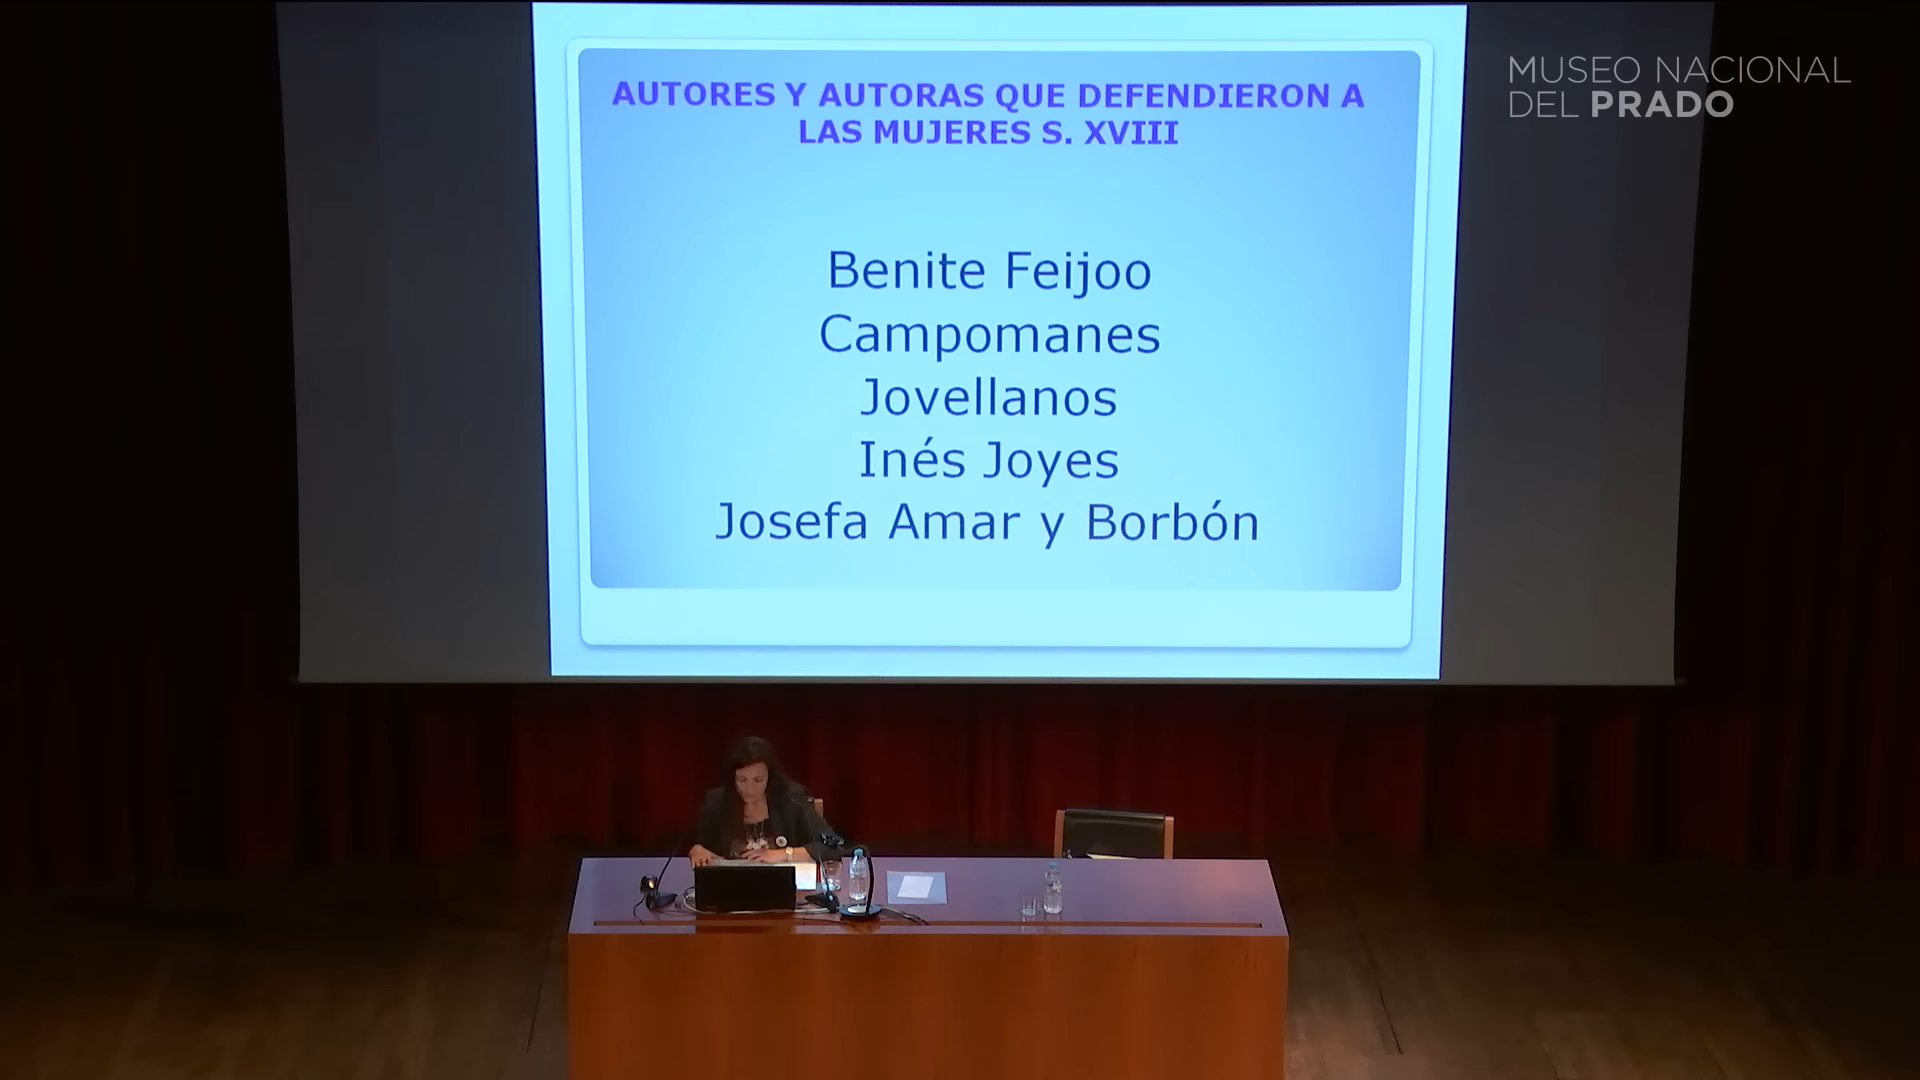 AUTORES Y AUTORAS QUE DEFENDIERON A
LAS MUJERES S. XVIII
Benite Feijoo
Campomanes
Jovellanos
Inés Joyes
Josefa Amar y Borbón
MUSEO NACIONAL
DEL PRADO